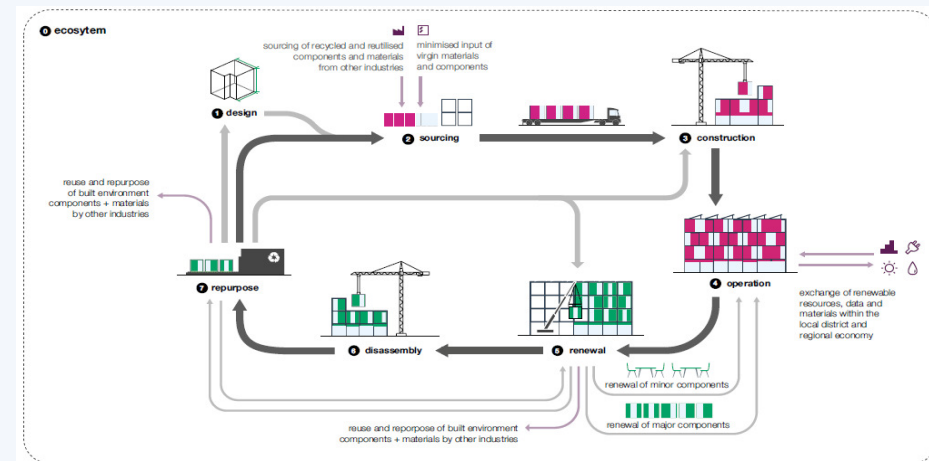 0 ecosytem
sourcing of recycled and reutilised
components and materials
from other industries
minimised input of
virgin materials
and components
1 design
2 sourcing
3 construction
reuse and repurpose
of built environment
components + materials
by other industries
7 repurpose
4 operation
exchange of renewable
resources, data and
materials within the
local district and
regional economy
6 disassembly
5 renewal
renewal of minor components
renewal of major components
reuse and reporpose of built environment
components + materials by other industries